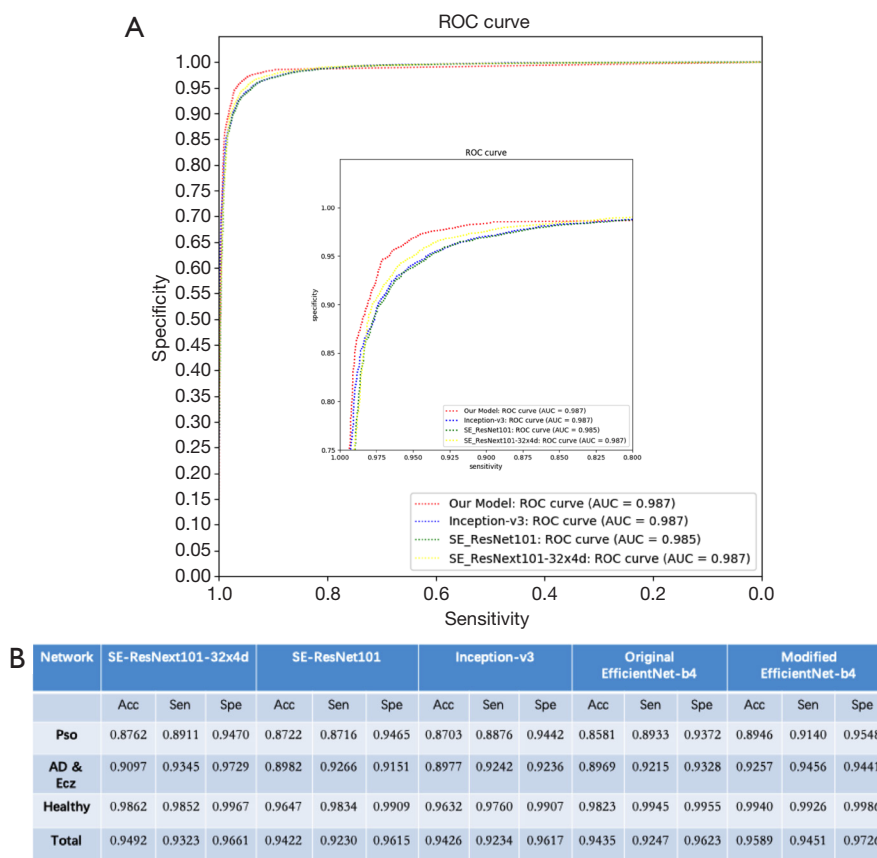 A
ROC curve
1.00
0.95
0.90
0.85
0.80
0.75
0.70
0.65
0.60
0.55
0.50
0.45
0.40
0.35
0.30
0.25
0.20
0.15
0.10
0.05
0.00
Specificity
ROC curve
1.00
0.95
0.90
0.85
0.80
0.75
specificity
Our Model: ROC curve (AUC = 0.987)
Inception-v3: ROC curve (AUC = 0.987)
SE_ResNet101: ROC curve (AUC = 0.985)
SE_ResNext101-32x4d: ROC curve (AUC = 0.987)
1.000 0.975 0.950 0.925 0.900 0.875 0.850 0.825 0.800
sensitivity
Our Model: ROC curve (AUC = 0.987)
Inception-v3: ROC curve (AUC = 0.987)
SE_ResNet101: ROC curve (AUC = 0.985)
SE_ResNext101-32x4d: ROC curve (AUC = 0.987)
1.0 0.8 0.6 0.4 0.2 0.0
Sensitivity
B
Network SE-ResNext101-32x4d SE-ResNet101 Inception-v3 Original EfficientNet-b4 Modified EfficientNet-b4
Acc Sen Spe Acc Sen Spe Acc Sen Spe Acc Sen Spe Acc Sen Spe
Pso 0.8762 0.8911 0.9470 0.8722 0.8716 0.9465 0.8703 0.8876 0.9442 0.8581 0.8933 0.9372 0.8946 0.9140 0.9548
AD & Ecz 0.9097 0.9345 0.9729 0.8982 0.9266 0.9151 0.8977 0.9242 0.9236 0.8969 0.9215 0.9328 0.9257 0.9456 0.9441
Healthy 0.9862 0.9852 0.9967 0.9647 0.9834 0.9909 0.9632 0.9760 0.9907 0.9823 0.9945 0.9955 0.9940 0.9926 0.9986
Total 0.9492 0.9323 0.9661 0.9422 0.9230 0.9615 0.9426 0.9234 0.9617 0.9435 0.9247 0.9623 0.9589 0.9451 0.9726